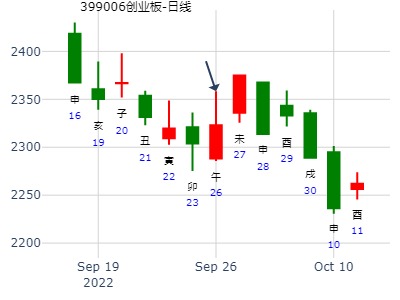 399006创业板-日线
2400
2350
2300
2250
2200
申
16
亥
19
子
20
丑
21
寅
22
卯
23
午
26
未
27
申
28
酉
29
戌
30
申
10
酉
11
Sep 19
2022
Sep 26
Oct 10